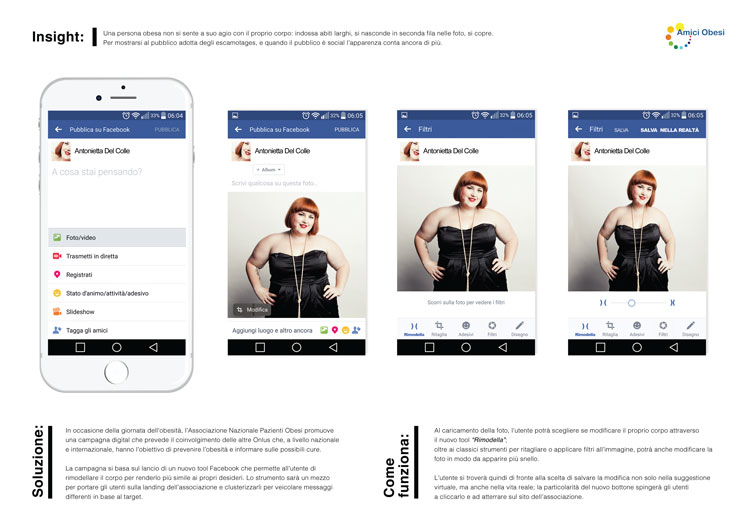 Insight:
Una persona obesa non si sente a suo agio con il proprio corpo: indossa abiti larghi, si nasconde in seconda fila nelle foto, si copre.
Per mostrarsi al pubblico adotta degli escamotages, e quando il pubblico è social l'apparenza conta ancora di più.
Amici Obesi
33% 06:04
Pubblica su Facebook PUBBLICA
Antonietta Del Colle
A cosa stai pensando?
Foto/video
Trasmetti in diretta
Registrati
Stato d'animo/attività/adesivo
Slideshow
Tagga gli amici
32% 06:05
Pubblica su Facebook PUBBLICA
Antonietta Del Colle
Album
Scrivi qualcosa su questa foto..
Modifica
Aggiungi luogo e altro ancora
32% 06:05
Filtri
Antonietta Del Colle
Scorri sulla foto per vedere i filtri
Rimodella Ritaglia Adesivi Filtri Disegno
32% 06:05
Filtri SALVA SALVA NELLA REALTÀ
Antonietta Del Colle
Rimodella Ritaglia Adesivi Filtri Disegno
Soluzione:
In occasione della giornata dell'obesità, l'Associazione Nazionale Pazienti Obesi promuove
una campagna digital che prevede il coinvolgimento delle altre Onlus che, a livello nazionale
e internazionale, hanno l'obiettivo di prevenire l'obesità e informare sulle possibili cure.
La campagna si basa sul lancio di un nuovo tool Facebook che permette all'utente di
rimodellare il corpo per renderlo più simile ai propri desideri. Lo strumento sarà un mezzo
per portare gli utenti sulla landing dell'associazione e clusterizzarli per veicolare messaggi
differenti in base al target.
Come
funziona:
Al caricamento della foto, l'utente potrà scegliere se modificare il proprio corpo attraverso
il nuovo tool "Rimodella";
oltre ai classici strumenti per ritagliare o applicare filtri all'immagine, potrà anche modificare la
foto in modo da apparire più snello.
L'utente si troverà quindi di fronte alla scelta di salvare la modifica non solo nella suggestione
virtuale, ma anche nella vita reale; la particolarità del nuovo bottone spingerà gli utenti
a cliccarlo e ad atterrare sul sito dell'associazione.